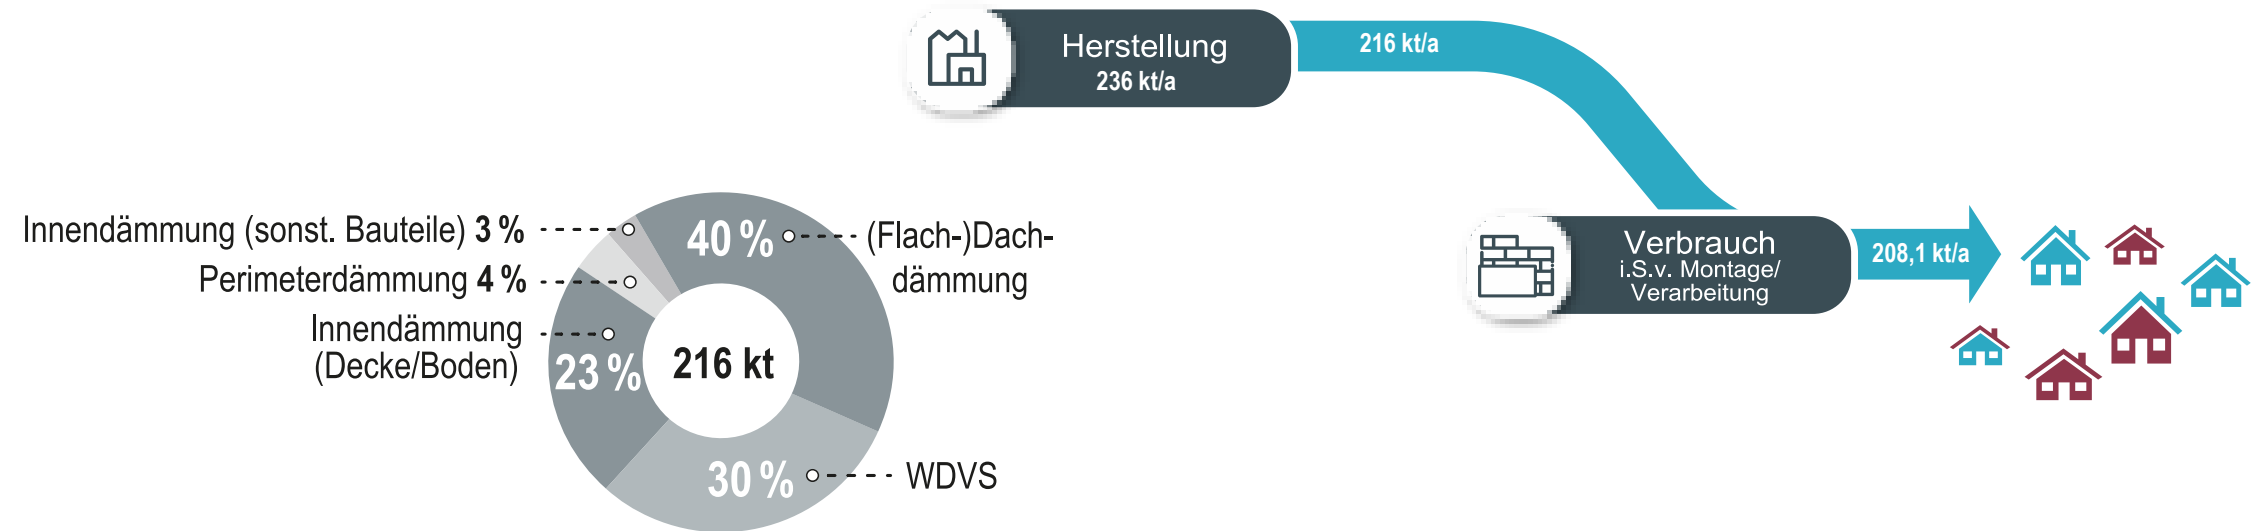 Herstellung
236 kt/a
216 kt/a
Verbrauch
i.S.v. Montage/
Verarbeitung
208,1 kt/a
Innendämmung (sonst. Bauteile) 3 %
Perimeterdämmung 4 %
Innendämmung
(Decke/Boden)
23 %
40 %
(Flach-)Dach-
dämmung
216 kt
30 %
WDVS